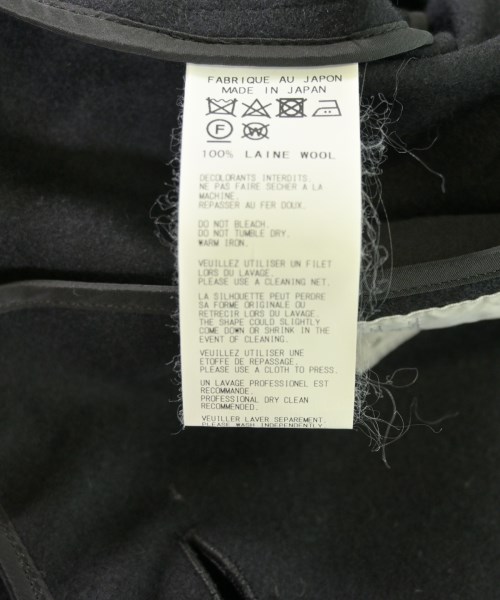 FABRIQUE AU JAPON
MADE IN JAPAN
F W
100% LAINE WOOL
DECOLORANTS INTERDITS.
NE PAS FAIRE SECHER A LA
MACHINE.
REPASSER AU FER DOUX.
DO NOT BLEACH.
DO NOT TUMBLE DRY.
WARM IRON.
VEUILLEZ UTILISER UN FILET
LORS DU LAVAGE.
PLEASE USE A CLEANING NET.
LA SILHOUETTE PEUT PERDRE
SA FORME ORIGINALE OU
RETRECIR LORS DU LAVAGE.
THE SHAPE COULD SLIGHTLY
COME DOWN OR SHRINK IN THE
EVENT OF CLEANING.
VEUILLEZ UTILISER UNE
ETOFFE DE REPASSAGE.
PLEASE USE A CLOTH TO PRESS.
UN LAVAGE PROFESSIONEL EST
RECOMMANDE.
PROFESSIONAL DRY CLEAN
RECOMMENDED.
VEUILLER LAVER SEPAREMENT.
PLEASE WASH INDEPENDENTLY.